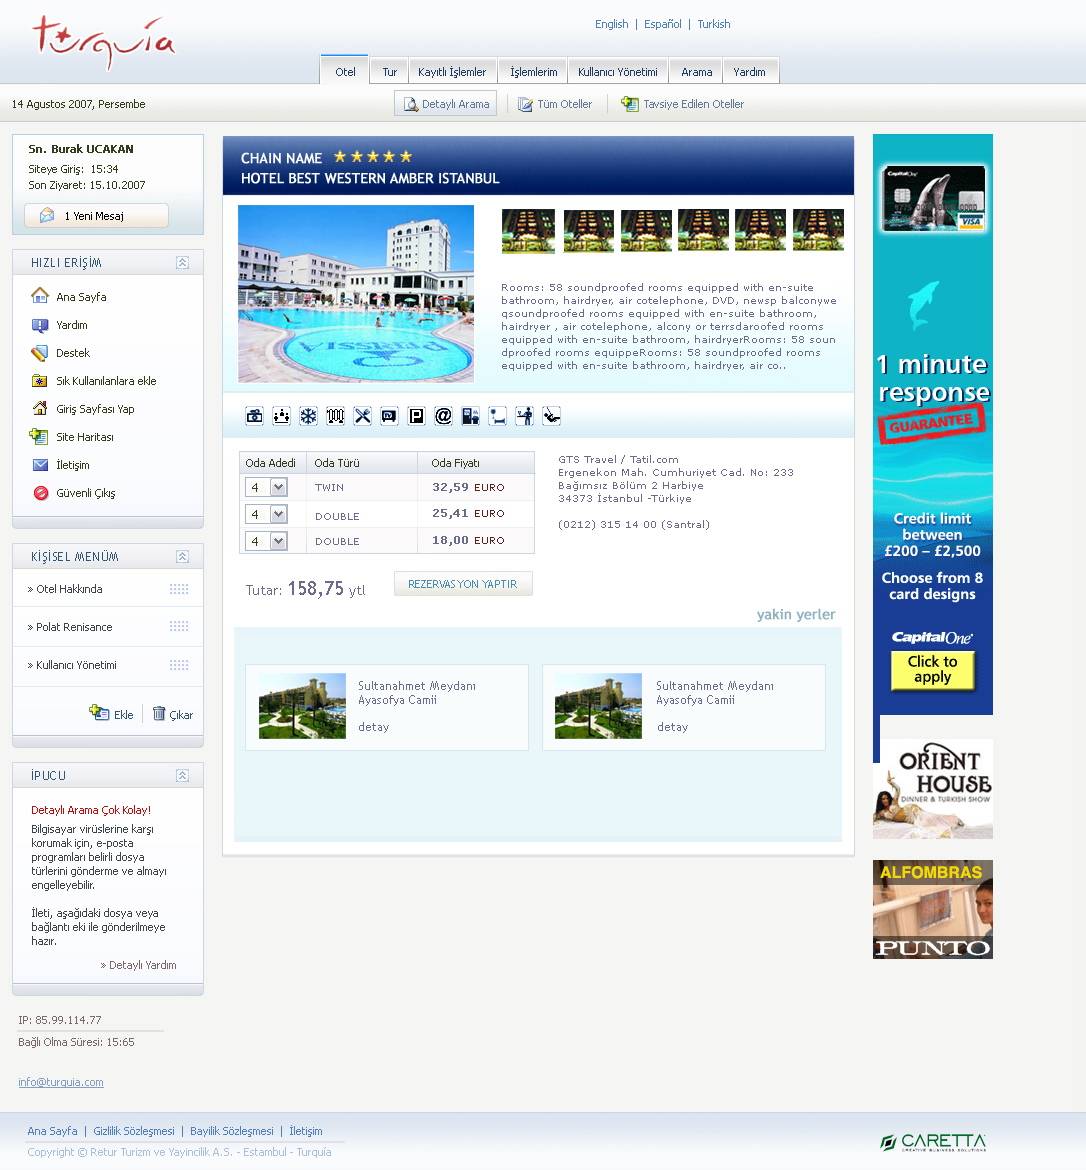 turquía
English | Español | Turkish
Otel
Tur
Kayıtlı İşlemler
İşlemlerim
Kullanıcı Yönetimi
Arama
Yardım
14 Agustos 2007, Persembe
Detaylı Arama
Tüm Oteller
Tavsiye Edilen Oteller
Sn. Burak UCAKAN
Siteye Giriş: 15:34
Son Ziyaret: 15.10.2007
1 Yeni Mesaj
HIZLI ERİŞİM
Ana Sayfa
Yardım
Destek
Sık Kullanılanlara ekle
Giriş Sayfası Yap
Site Haritası
İletişim
Güvenli Çıkış
KİŞİSEL MENÜM
» Otel Hakkında
» Polat Renisance
» Kullanıcı Yönetimi
Ekle
Çıkar
İPUCU
Detaylı Arama Çok Kolay!
Bilgisayar virüslerine karşı
korumak için, e-posta
programları belirli dosya
türlerini gönderme ve almayı
engelleyebilir.
İleti, aşağıdaki dosya veya
bağlantı eki ile gönderilmeye
hazır.
» Detaylı Yardım
IP: 85.99.114.77
Bağlı Olma Süresi: 15:65
info@turquia.com
CHAIN NAME
HOTEL BEST WESTERN AMBER ISTANBUL
Rooms: 58 soundproofed rooms equipped with en-suite
bathroom, hairdryer, air cotelephone, DVD, newsp balconywe
qsoundproofed rooms equipped with en-suite bathroom,
hairdryer , air cotelephone, alcony or terrsdaroofed rooms
equipped with en-suite bathroom, hairdryerRooms: 58 soun
dproofed rooms equippeRooms: 58 soundproofed rooms
equipped with en-suite bathroom, hairdryer, air co..
Oda Adedi Oda Türü Oda Fiyatı
4 TWIN 32,59 EURO
4 DOUBLE 25,41 EURO
4 DOUBLE 18,00 EURO
Tutar: 158,75 ytl
REZERVASYON YAPTIR
GTS Travel / Tatil.com
Ergenekon Mah. Cumhuriyet Cad. No: 233
Bağımsız Bölüm 2 Harbiye
34373 İstanbul -Türkiye
(0212) 315 14 00 (Santral)
yakin yerler
Sultanahmet Meydanı
Ayasofya Camii
detay
Sultanahmet Meydanı
Ayasofya Camii
detay
CapitalOne
VISA
1 minute
response
GUARANTEE
Credit limit
between
£200 – £2,500
Choose from 8
card designs
CapitalOne
Click to
apply
ORIENT
HOUSE
DINNER & TURKISH SHOW
ALFOMBRAS
PUNTO
Ana Sayfa | Gizlilik Sözleşmesi | Bayilik Sözleşmesi | İletişim
Copyright © Retur Turizm ve Yayincilik A.S. - Estambul - Turquía
CARETTA
CREATIVE BUSINESS SOLUTIONS